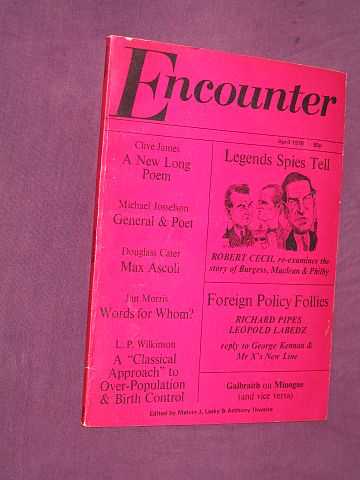 Encounter
April 1978 90p
Clive James
A New Long
Poem
Michael Josselson
General & Poet
Douglass Cater
Max Ascoli
Jan Morris
Words for Whom?
L. P. Wilkinson
A "Classical
Approach" to
Over-Population
& Birth Control
Legends Spies Tell
ROBERT CECIL re-examines the
story of Burgess, Maclean & Philby
Foreign Policy Follies
RICHARD PIPES
LEOPOLD LABEDZ
reply to George Kennan &
Mr X's New Line
Galbraith on Minogue
(and vice versa)
Edited by Melvin J. Lasky & Anthony Thwaite